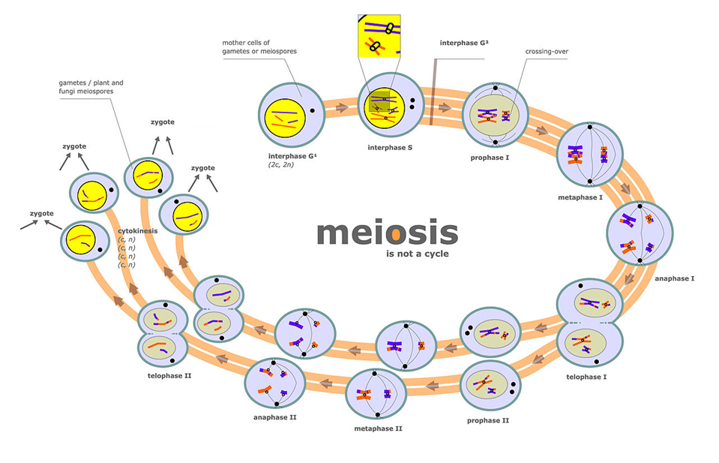 mother cells of
gametes or meiospores
interphase G²
crossing-over
gametes / plant and
fungi meiospores
zygote
zygote
zygote
zygote
interphase G¹
(2c, 2n)
interphase S
prophase I
metaphase I
anaphase I
meiosis
is not a cycle
cytokinesis
(c, n)
(c, n)
(c, n)
(c, n)
telophase I
prophase II
metaphase II
anaphase II
telophase II